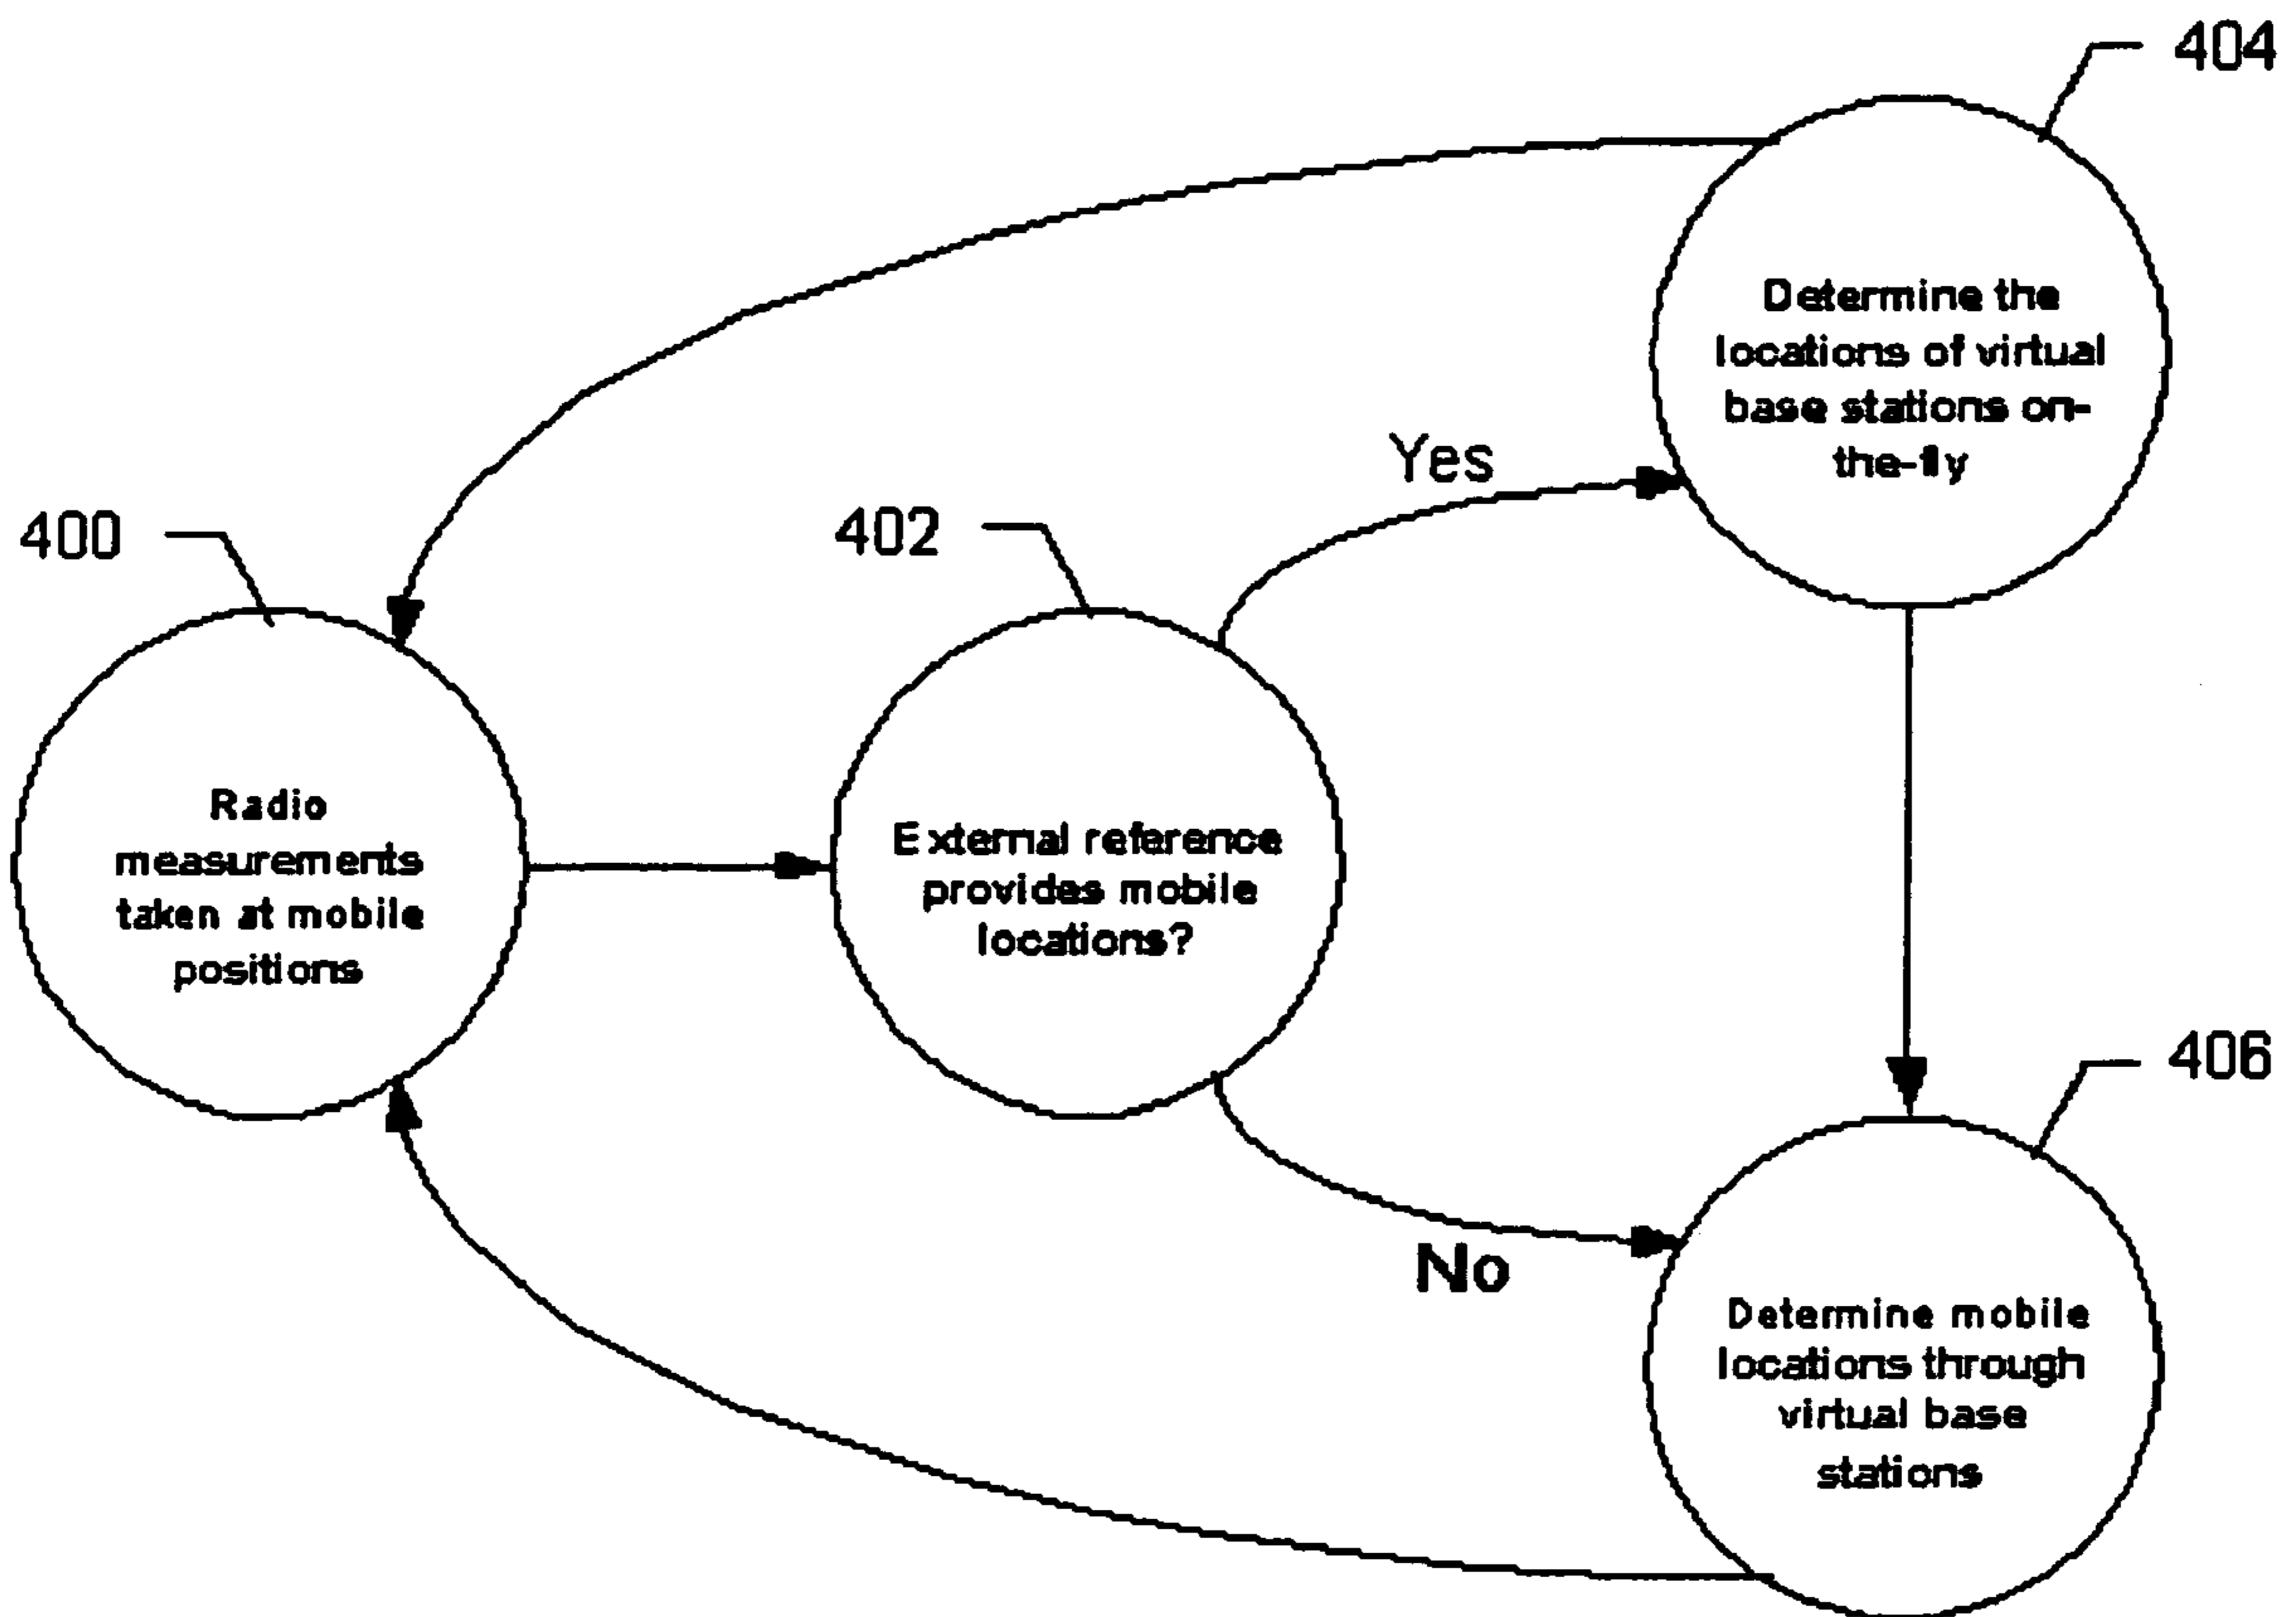 404
Determine the
locations of virtual
base stations on-
the-fly
Yes
400
402
Radio
measurements
taken at mobile
positions
External reference
provides mobile
locations?
406
No
Determine mobile
locations through
virtual base
stations